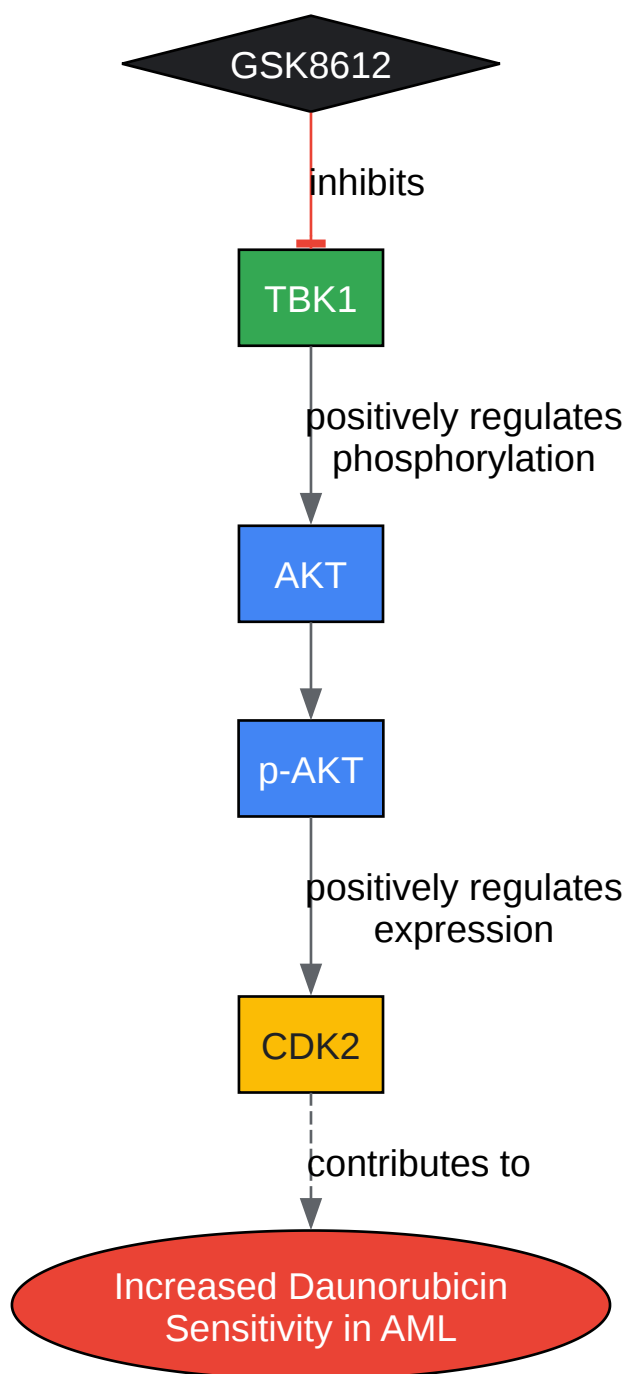 GSK8612
inhibits
TBK1
positively regulates
phosphorylation
AKT
p-AKT
positively regulates
expression
CDK2
contributes to
Increased Daunorubicin
Sensitivity in AML